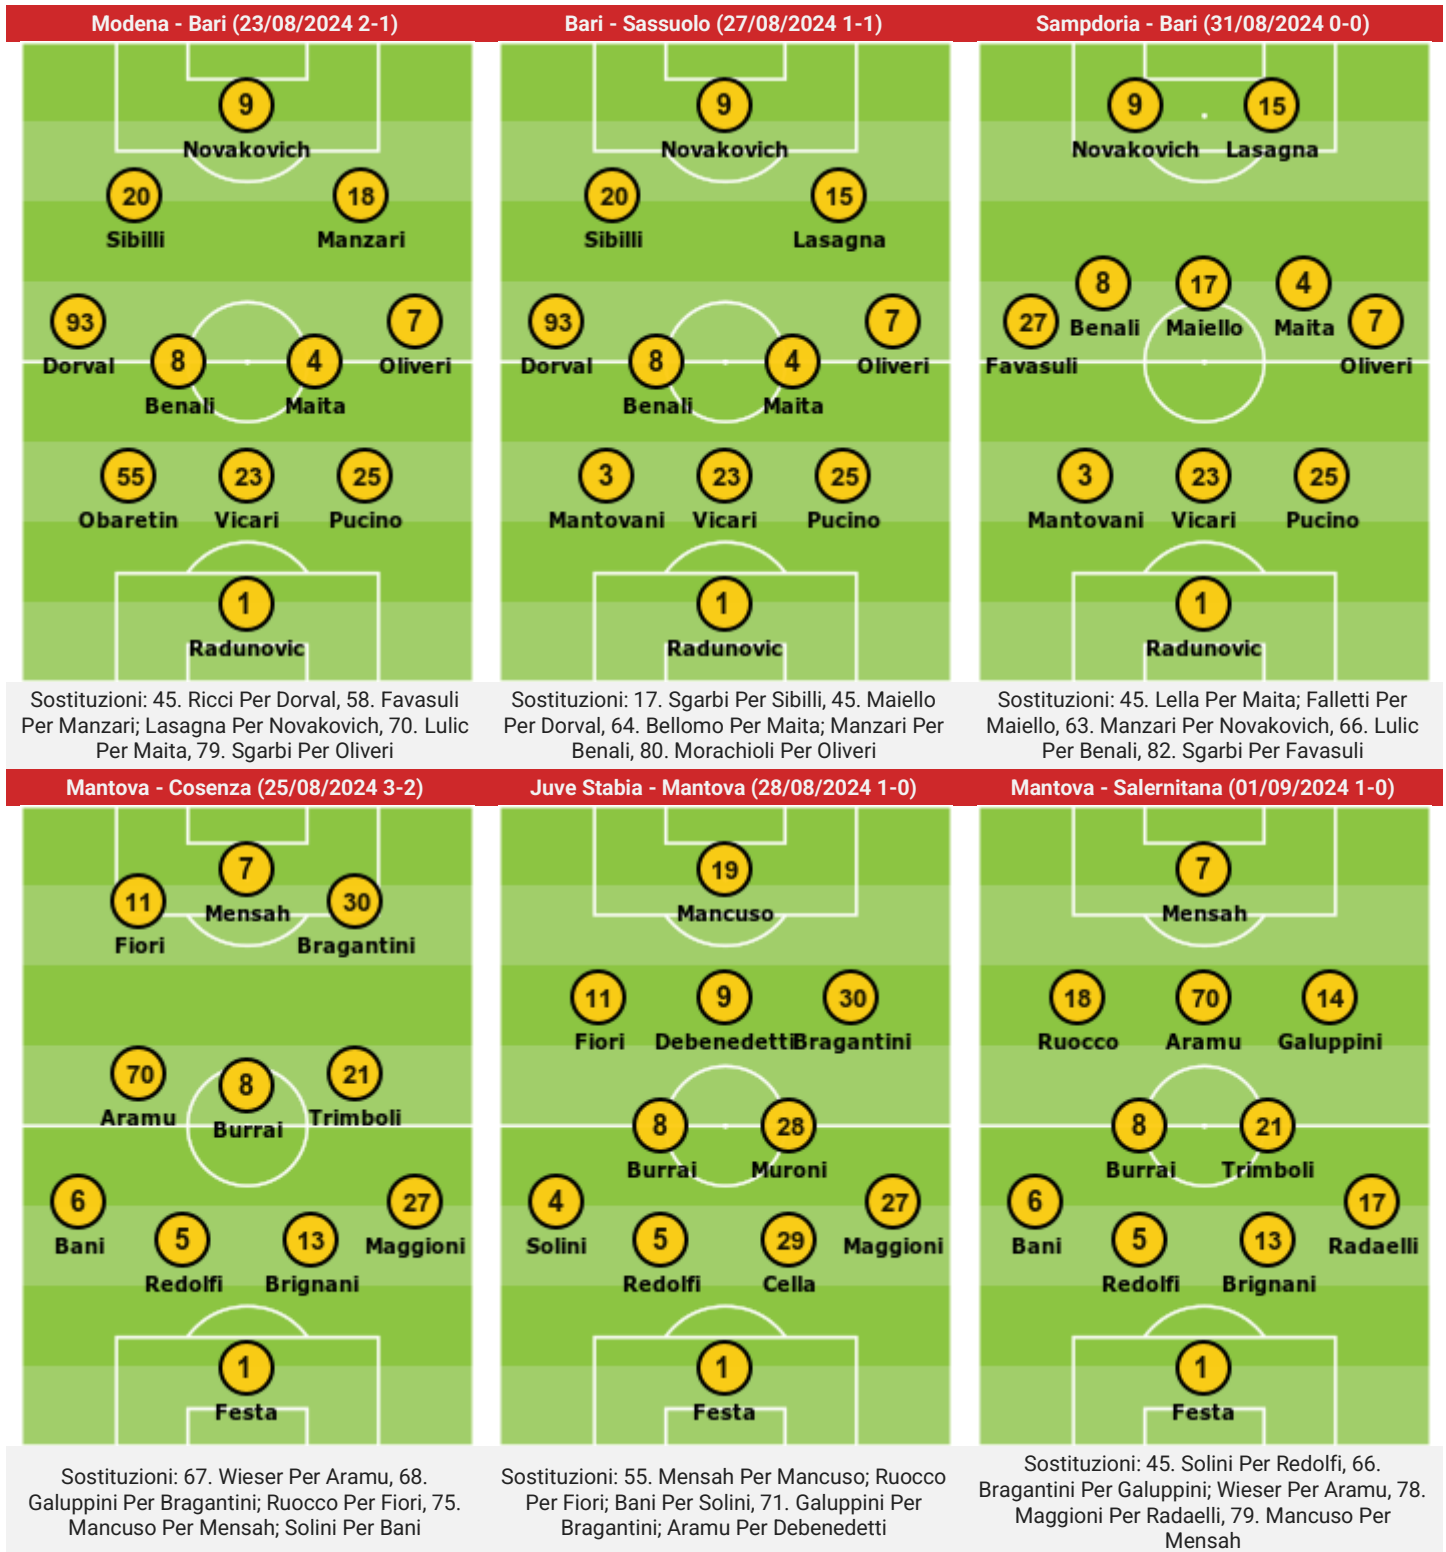 Modena - Bari (23/08/2024 2-1)
9
Novakovich
20
18
Sibilli
Manzari
93
7
Dorval
8
4
Oliveri
Benali
Maita
55
23
25
Obaretin
Vicari
Pucino
1
Radunovic
Sostituzioni: 45. Ricci Per Dorval, 58. Favasuli
Per Manzari; Lasagna Per Novakovich, 70. Lulic
Per Maita, 79. Sgarbi Per Oliveri
Bari - Sassuolo (27/08/2024 1-1)
9
Novakovich
20
15
Sibilli
Lasagna
93
7
Dorval
8
4
Oliveri
Benali
Maita
3
23
25
Mantovani
Vicari
Pucino
1
Radunovic
Sostituzioni: 17. Sgarbi Per Sibilli, 45. Maiello
Per Dorval, 64. Bellomo Per Maita; Manzari Per
Benali, 80. Morachioli Per Oliveri
Sampdoria - Bari (31/08/2024 0-0)
9
15
Novakovich
Lasagna
8
17
4
27
Benali
Maiello
Maita
7
Favasuli
Oliveri
3
23
25
Mantovani
Vicari
Pucino
1
Radunovic
Sostituzioni: 45. Lella Per Maita; Falletti Per
Maiello, 63. Manzari Per Novakovich, 66. Lulic
Per Benali, 82. Sgarbi Per Favasuli
Mantova - Cosenza (25/08/2024 3-2)
7
11
30
Mensah
Fiori
Bragantini
70
8
21
Aramu
Burrai
Trimboli
6
27
5
13
Bani
Maggioni
Redolfi
Brignani
1
Festa
Sostituzioni: 67. Wieser Per Aramu, 68.
Galuppini Per Bragantini; Ruocco Per Fiori, 75.
Mancuso Per Mensah; Solini Per Bani
Juve Stabia - Mantova (28/08/2024 1-0)
19
Mancuso
11
9
30
Fiori
Debenedetti
Bragantini
8
28
Burrai
Muroni
4
27
5
29
Solini
Maggioni
Redolfi
Cella
1
Festa
Sostituzioni: 55. Mensah Per Mancuso; Ruocco
Per Fiori; Bani Per Solini, 71. Galuppini Per
Bragantini; Aramu Per Debenedetti
Mantova - Salernitana (01/09/2024 1-0)
7
Mensah
18
70
14
Ruocco
Aramu
Galuppini
8
21
Burrai
Trimboli
6
17
5
13
Bani
Radaelli
Redolfi
Brignani
1
Festa
Sostituzioni: 45. Solini Per Redolfi, 66.
Bragantini Per Galuppini; Wieser Per Aramu, 78.
Maggioni Per Radaelli, 79. Mancuso Per
Mensah